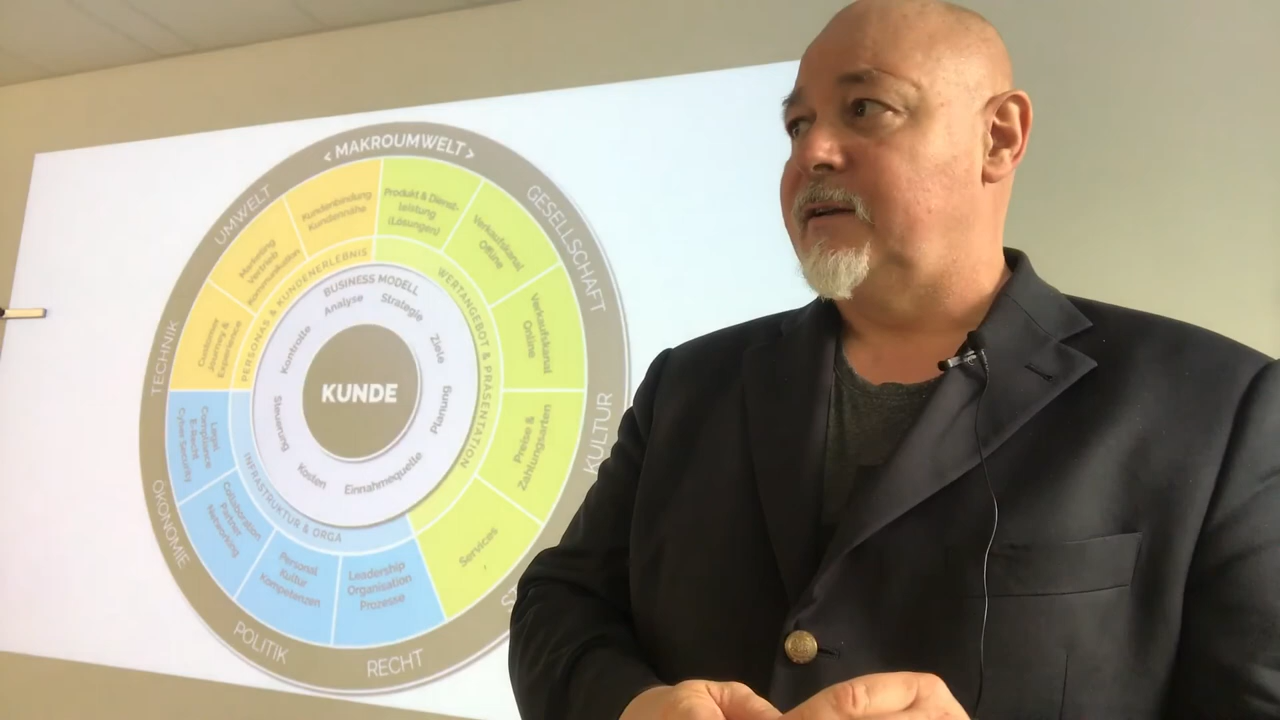 < MAKROUMWELT >
GESELLSCHAFT
KULTUR
RECHT
POLITIK
ÖKONOMIE
TECHNIK
UMWELT
Produkt & Dienst-
leistung
(Lösungen)
Verkaufskanal
Offline
Verkaufskanal
Online
Preise &
Zahlungsarten
Services
Leadership
Organisation
Prozesse
Personal
Kultur
Kompetenzen
Collaboration
Partner
Networking
Legal
Compliance
E-Recht
Cyber Security
Customer
Journey &
Experience
Marketing
Vertrieb
Kommunikation
Kundenbindung
Kundennähe
WERTANGEBOT & PRÄSENTATION
INFRASTRUKTUR & ORGA
PERSONAS & KUNDENERLEBNIS
BUSINESS MODELL
Analyse
Strategie
Ziele
Planung
Einnahmequelle
Kosten
Steuerung
Kontrolle
KUNDE